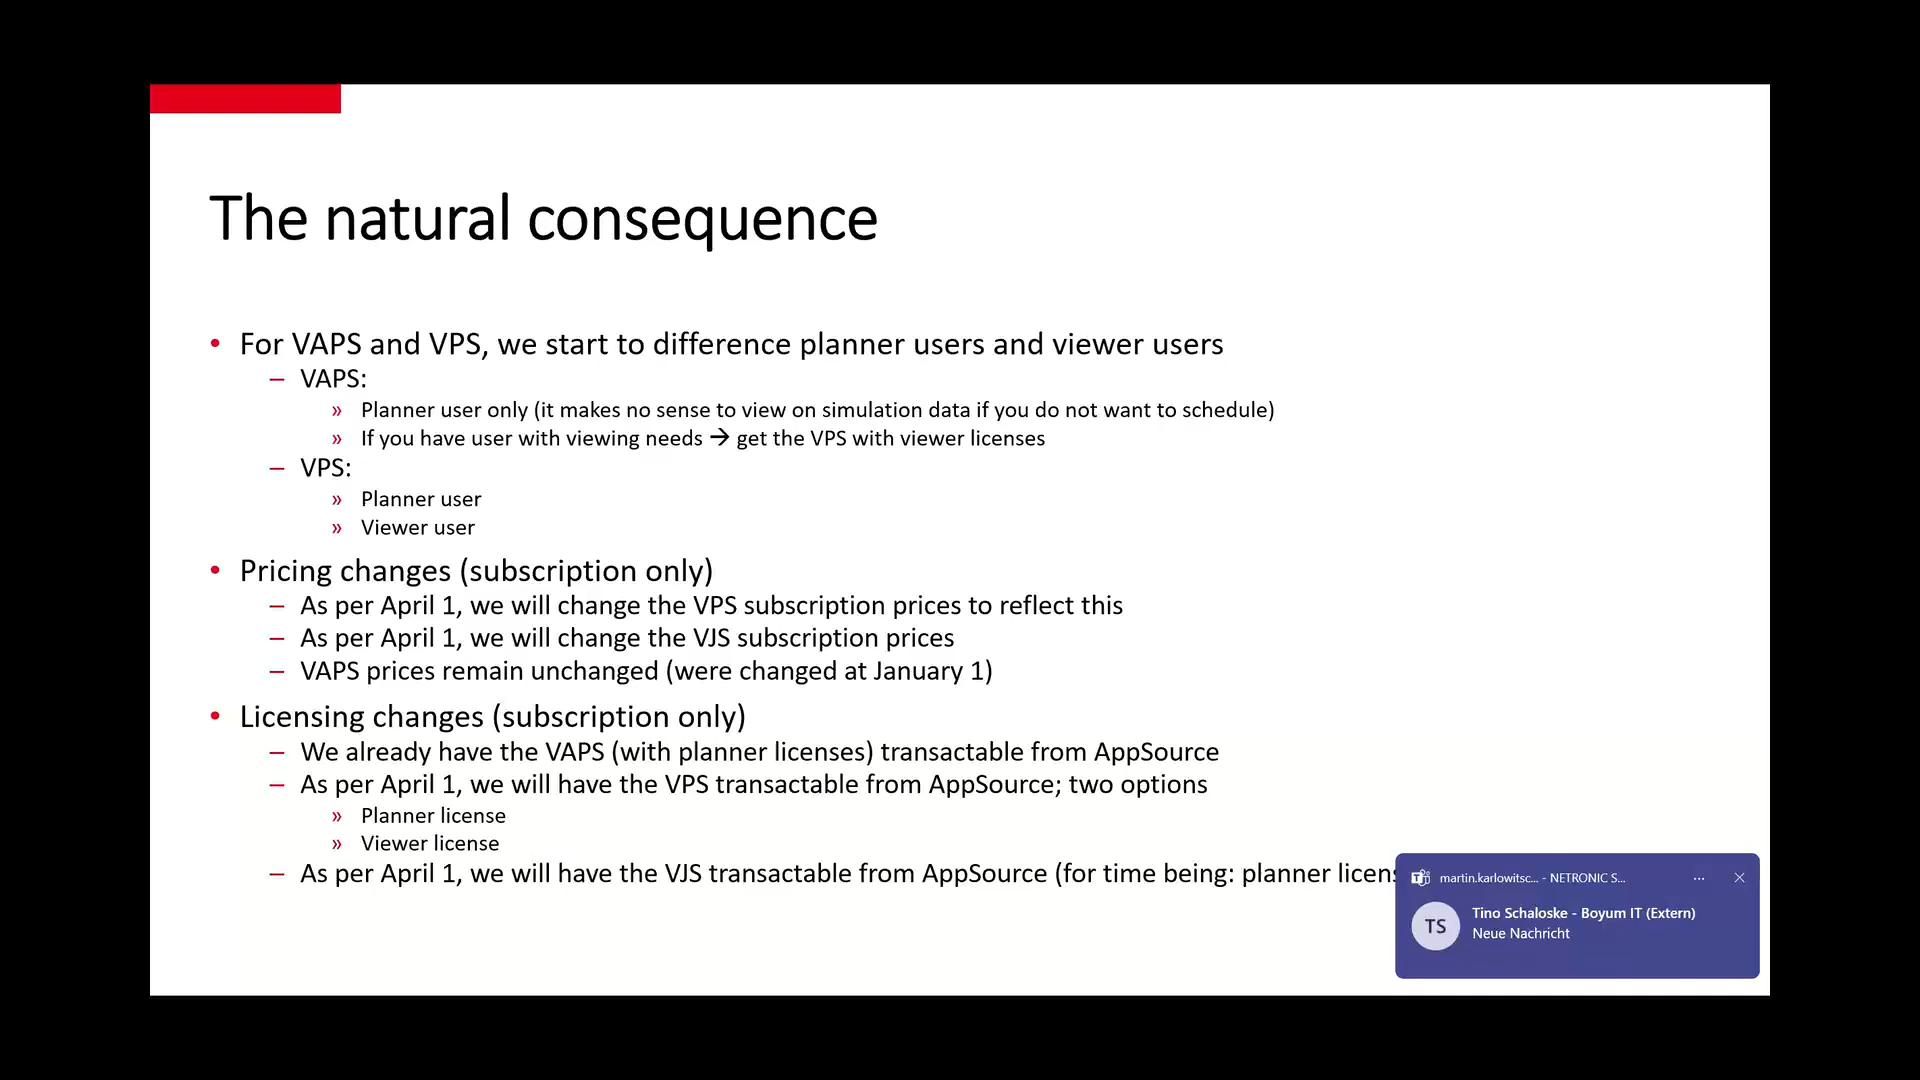 The natural consequence
• For VAPS and VPS, we start to difference planner users and viewer users
– VAPS:
» Planner user only (it makes no sense to view on simulation data if you do not want to schedule)
» If you have user with viewing needs → get the VPS with viewer licenses
– VPS:
» Planner user
» Viewer user
• Pricing changes (subscription only)
– As per April 1, we will change the VPS subscription prices to reflect this
– As per April 1, we will change the VJS subscription prices
– VAPS prices remain unchanged (were changed at January 1)
• Licensing changes (subscription only)
– We already have the VAPS (with planner licenses) transactable from AppSource
– As per April 1, we will have the VPS transactable from AppSource; two options
» Planner license
» Viewer license
– As per April 1, we will have the VJS transactable from AppSource (for time being: planner licens
martin.karlowitsc... - NETRONIC S...
TS
Tino Schaloske - Boyum IT (Extern)
Neue Nachricht